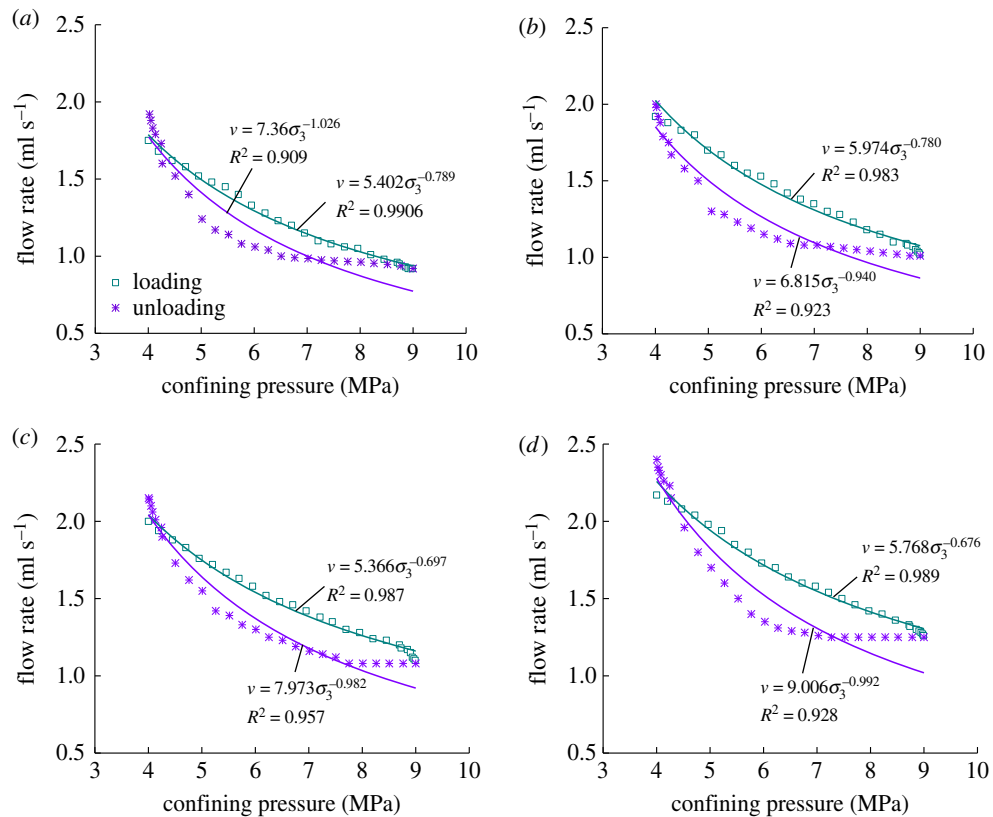 (a)
2.5
2.0
1.5
1.0
0.5
flow rate (ml s⁻¹)
v = 7.36σ₃^−1.026
R² = 0.909
v = 5.402σ₃^−0.789
R² = 0.9906
loading
unloading
3 4 5 6 7 8 9 10
confining pressure (MPa)
(b)
2.5
2.0
1.5
1.0
0.5
flow rate (ml s⁻¹)
v = 5.974σ₃^−0.780
R² = 0.983
v = 6.815σ₃^−0.940
R² = 0.923
3 4 5 6 7 8 9 10
confining pressure (MPa)
(c)
2.5
2.0
1.5
1.0
0.5
flow rate (ml s⁻¹)
v = 5.366σ₃^−0.697
R² = 0.987
v = 7.973σ₃^−0.982
R² = 0.957
3 4 5 6 7 8 9 10
confining pressure (MPa)
(d)
2.5
2.0
1.5
1.0
0.5
flow rate (ml s⁻¹)
v = 5.768σ₃^−0.676
R² = 0.989
v = 9.006σ₃^−0.992
R² = 0.928
3 4 5 6 7 8 9 10
confining pressure (MPa)